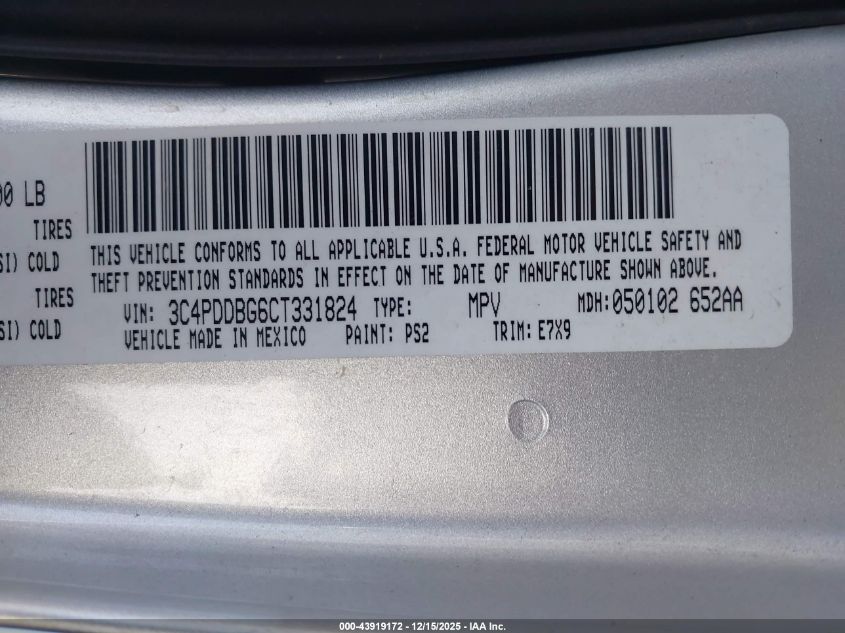 00 LB
TIRES
SI) COLD
TIRES
SI) COLD
THIS VEHICLE CONFORMS TO ALL APPLICABLE U.S.A. FEDERAL MOTOR VEHICLE SAFETY AND
THEFT PREVENTION STANDARDS IN EFFECT ON THE DATE OF MANUFACTURE SHOWN ABOVE.
VIN: 3C4PDDBG6CT331824 TYPE: MPV MDH:050102 652AA
VEHICLE MADE IN MEXICO PAINT: PS2 TRIM: E7X9
000-43919172 - 12/15/2025 - IAA Inc.